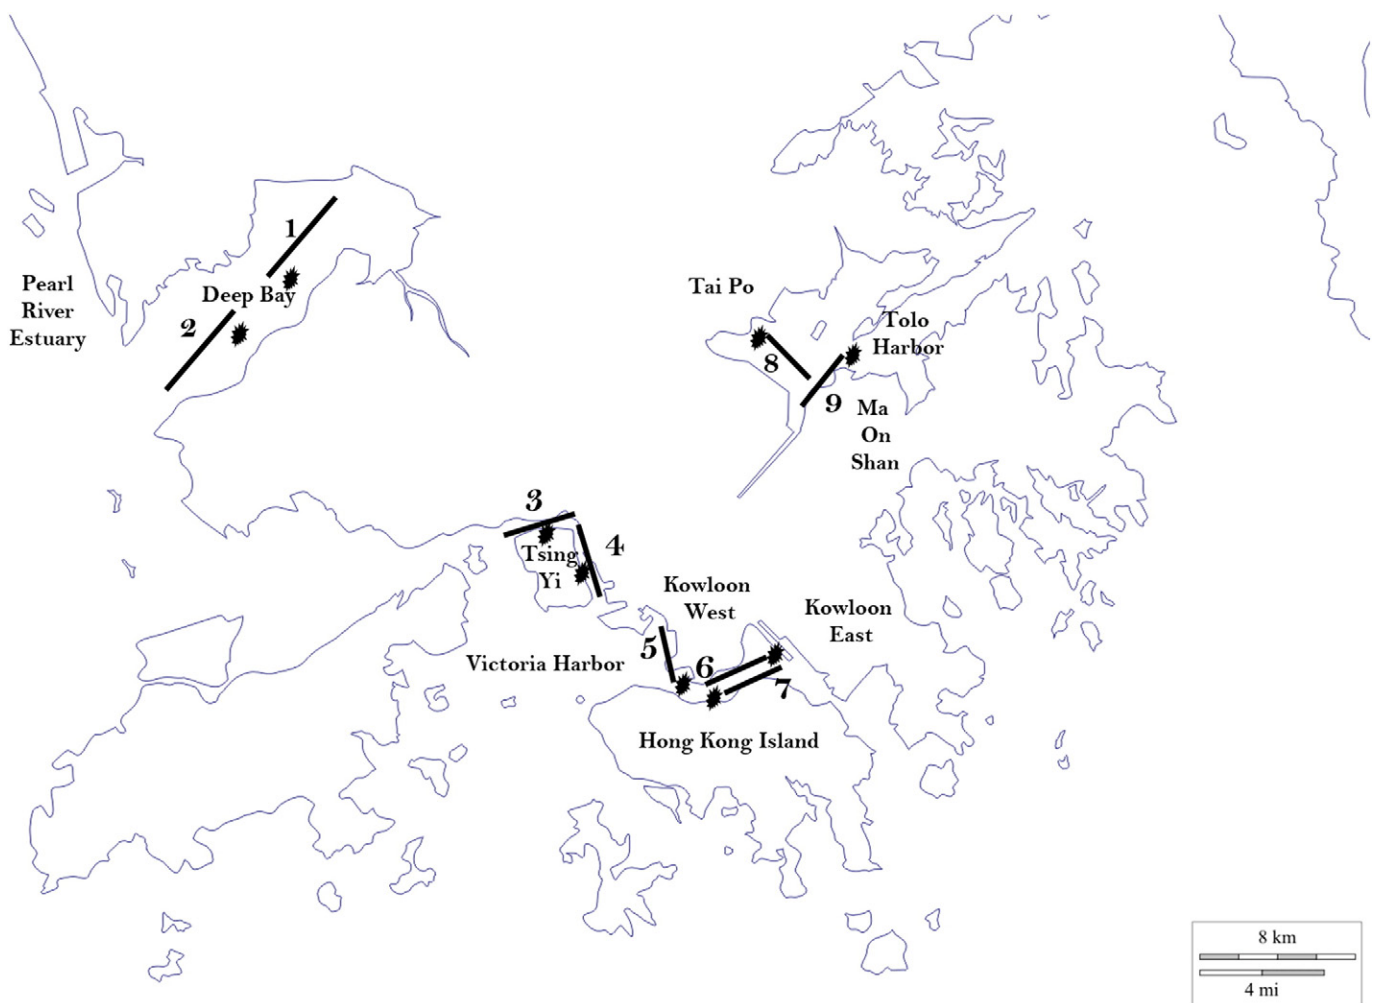 1
Pearl
River
Estuary
Deep Bay
2
Tai Po
Tolo
Harbor
8
9
Ma
On
Shan
3
Tsing
Yi
4
Kowloon
West
Kowloon
East
Victoria Harbor
5
6
7
Hong Kong Island
8 km
4 mi